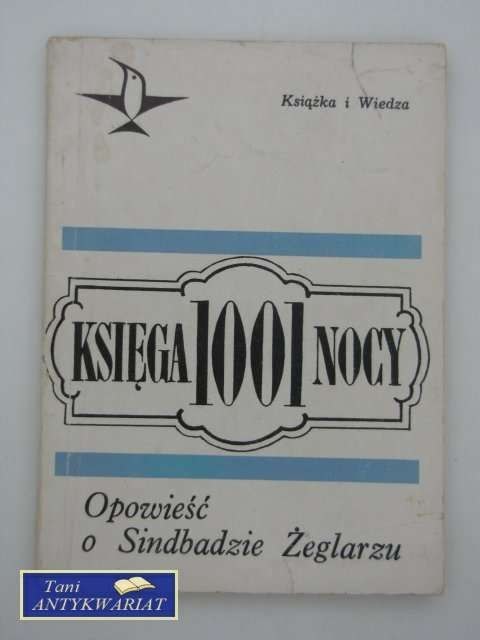 Książka i Wiedza
KSIĘGA 1001 NOCY
Opowieść
o Sindbadzie Żeglarzu
Tani
ANTYKWARIAT